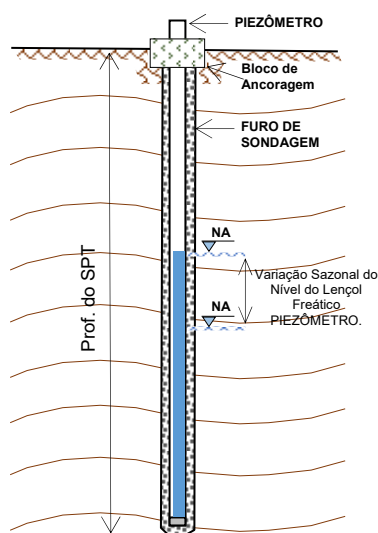 PIEZÔMETRO
Bloco de
Ancoragem
FURO DE
SONDAGEM
NA
Variação Sazonal do
Nível do Lençol
Freático
PIEZÔMETRO.
NA
Prof. do SPT